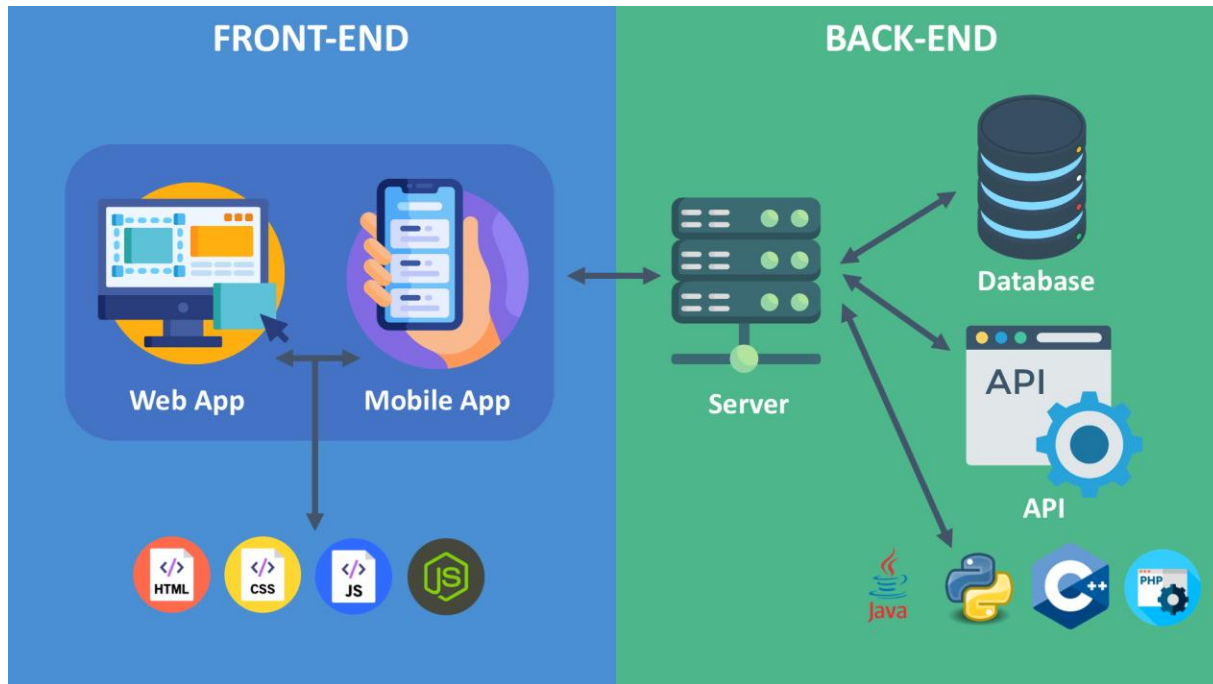 FRONT-END
Web App
Mobile App
</> HTML
</> CSS
</> JS
JS
BACK-END
Server
Database
API
API
Java
C++
PHP